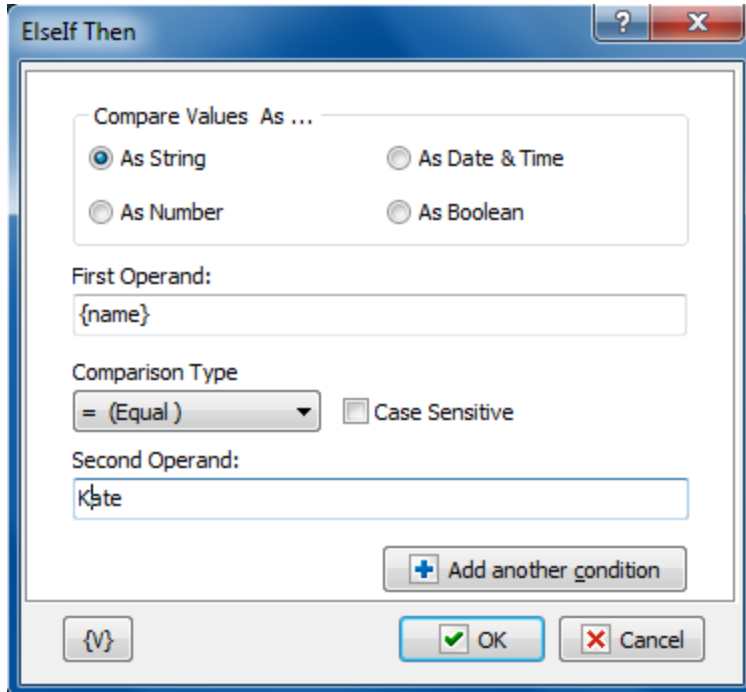 ElseIf Then
?
X
Compare Values As ...
As String
As Date & Time
As Number
As Boolean
First Operand:
{name}
Comparison Type
= (Equal )
Case Sensitive
Second Operand:
Kate
Add another condition
{V}
OK
Cancel